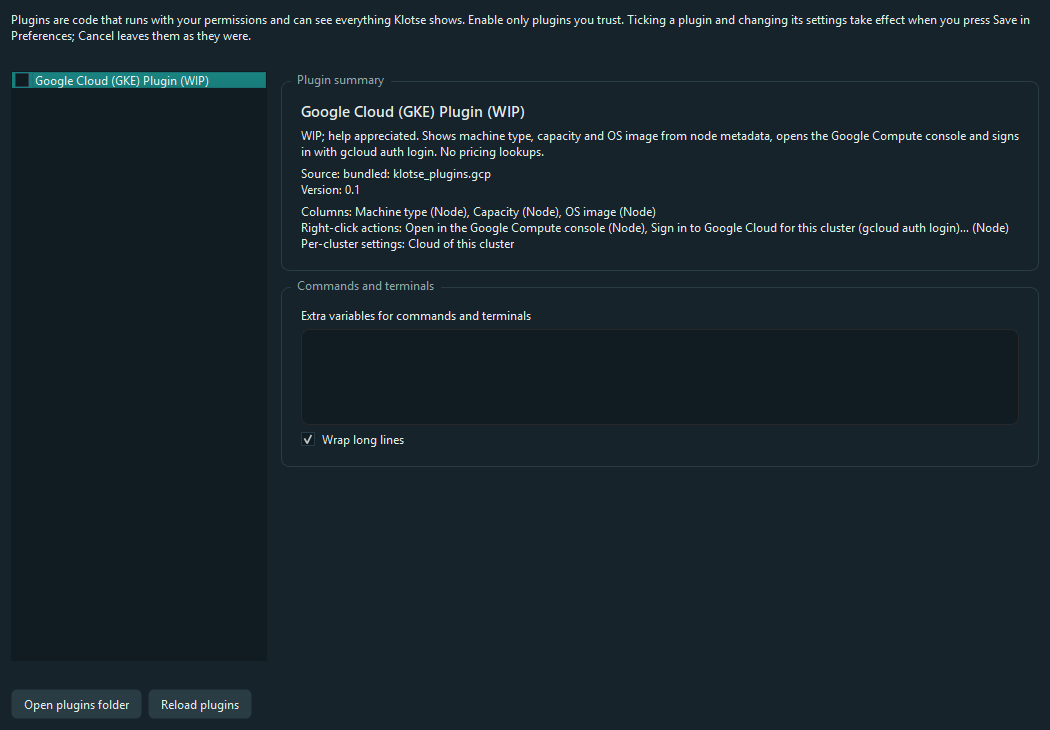 Plugins are code that runs with your permissions and can see everything Klotse shows. Enable only plugins you trust. Ticking a plugin and changing its settings take effect when you press Save in
Preferences; Cancel leaves them as they were.
Google Cloud (GKE) Plugin (WIP)
Plugin summary
Google Cloud (GKE) Plugin (WIP)
WIP; help appreciated. Shows machine type, capacity and OS image from node metadata, opens the Google Compute console and signs
in with gcloud auth login. No pricing lookups.
Source: bundled: klotse_plugins.gcp
Version: 0.1
Columns: Machine type (Node), Capacity (Node), OS image (Node)
Right-click actions: Open in the Google Compute console (Node), Sign in to Google Cloud for this cluster (gcloud auth login)... (Node)
Per-cluster settings: Cloud of this cluster
Commands and terminals
Extra variables for commands and terminals
Wrap long lines
Open plugins folder
Reload plugins